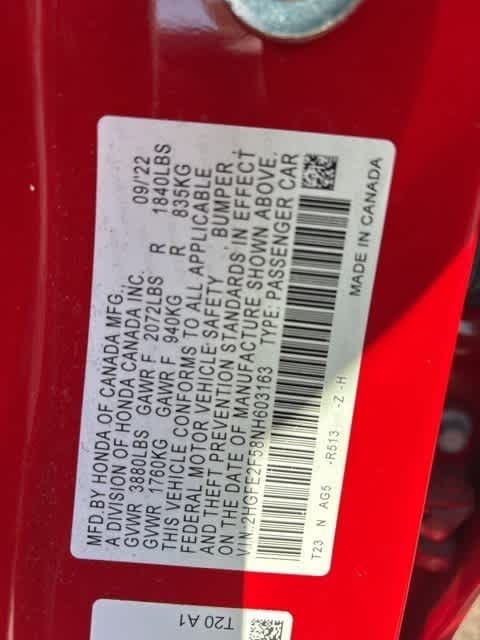 MFD.BY HONDA OF CANADA MFG.,
A DIVISION OF HONDA CANADA INC. 09/'22
GVWR 3880LBS GAWR F 2072LBS R 1840LBS
GVWR 1760KG GAWR F 940KG R 835KG
THIS VEHICLE CONFORMS TO ALL APPLICABLE
FEDERAL MOTOR VEHICLE SAFETY, BUMPER,
AND THEFT PREVENTION STANDARDS IN EFFECT
ON THE DATE OF MANUFACTURE SHOWN ABOVE.
V.I.N.:2HGFE2F58NH603163 TYPE: PASSENGER CAR
T23 N AG5 -R513 -Z -H
MADE IN CANADA
T20 A1